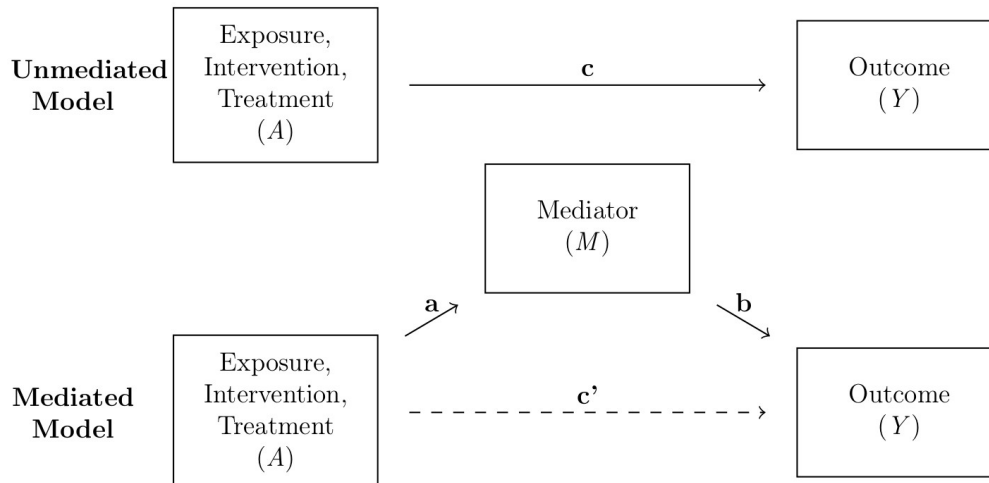 Unmediated
Model
Exposure,
Intervention,
Treatment
(A)
c
Outcome
(Y)
Mediator
(M)
a
b
Mediated
Model
Exposure,
Intervention,
Treatment
(A)
c'
Outcome
(Y)